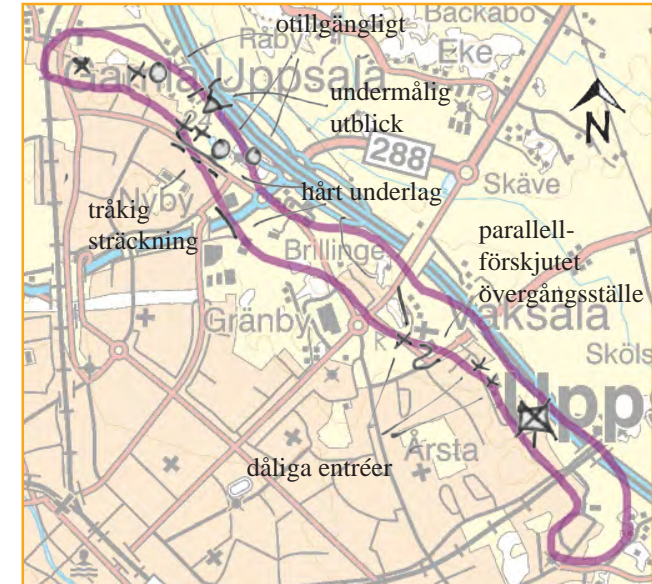 Backabo
otillgängligt
Råby
Eke
Gamla Uppsala
undermålig
utblick
N
288
Skäve
hårt underlag
Nyby
tråkig
sträckning
parallell-
förskjutet
övergångsställe
Brillinge
Vaksala
Gränby
Sköls
Upp
Årsta
dåliga entréer